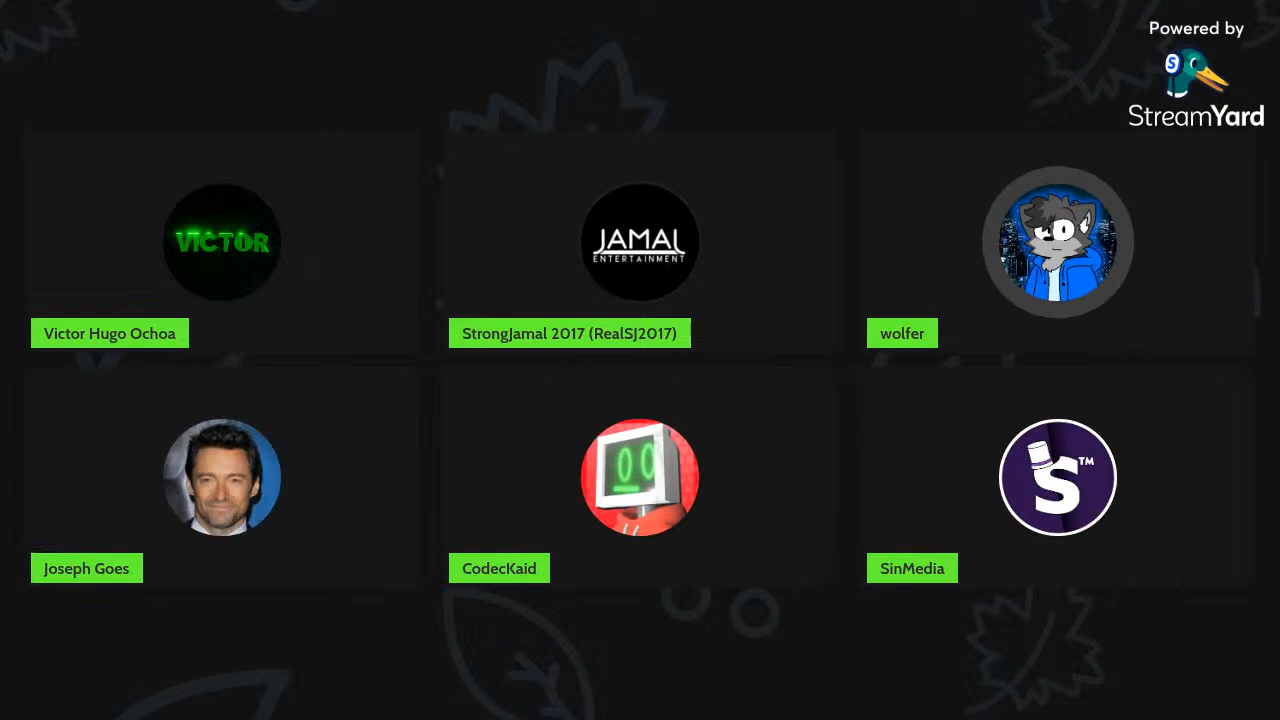 Powered by
S
StreamYard
VICTOR
JAMAL
ENTERTAINMENT
Victor Hugo Ochoa
StrongJamal 2017 (RealSJ2017)
wolfer
S™
Joseph Goes
CodecKaid
SinMedia